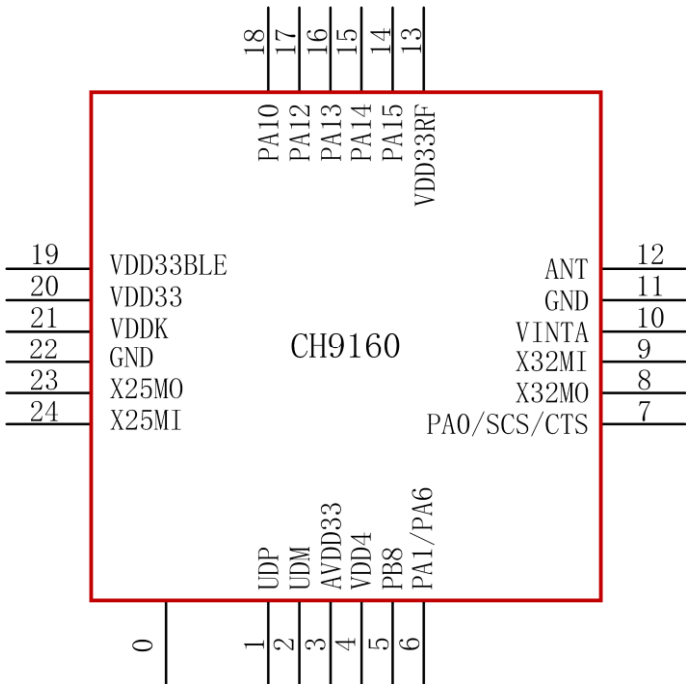 18 17 16 15 14 13
PA10 PA12 PA13 PA14 PA15 VDD33RF
19 VDD33BLE
20 VDD33
21 VDDK
22 GND
23 X25MO
24 X25MI
CH9160
ANT 12
GND 11
VINTA 10
X32MI 9
X32MO 8
PA0/SCS/CTS 7
UDP UDM AVDD33 VDD4 PB8 PA1/PA6
0 1 2 3 4 5 6